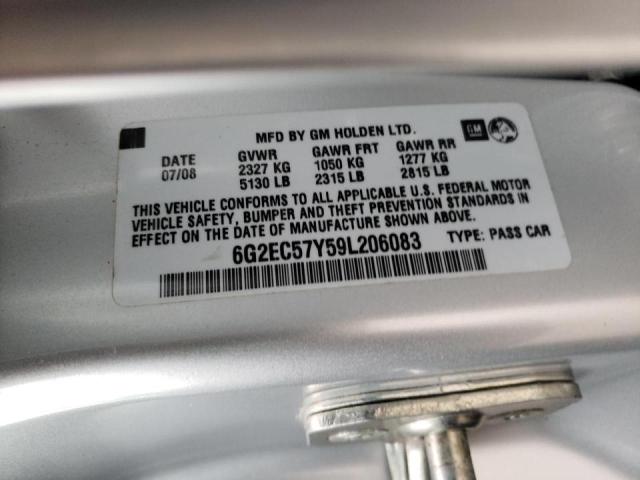 MFD BY GM HOLDEN LTD.
GM
DATE GVWR GAWR FRT GAWR RR
07/08 2327 KG 1050 KG 1277 KG
5130 LB 2315 LB 2815 LB
THIS VEHICLE CONFORMS TO ALL APPLICABLE U.S. FEDERAL MOTOR
VEHICLE SAFETY, BUMPER AND THEFT PREVENTION STANDARDS IN
EFFECT ON THE DATE OF MANUFACTURE SHOWN ABOVE.
6G2EC57Y59L206083 TYPE: PASS CAR